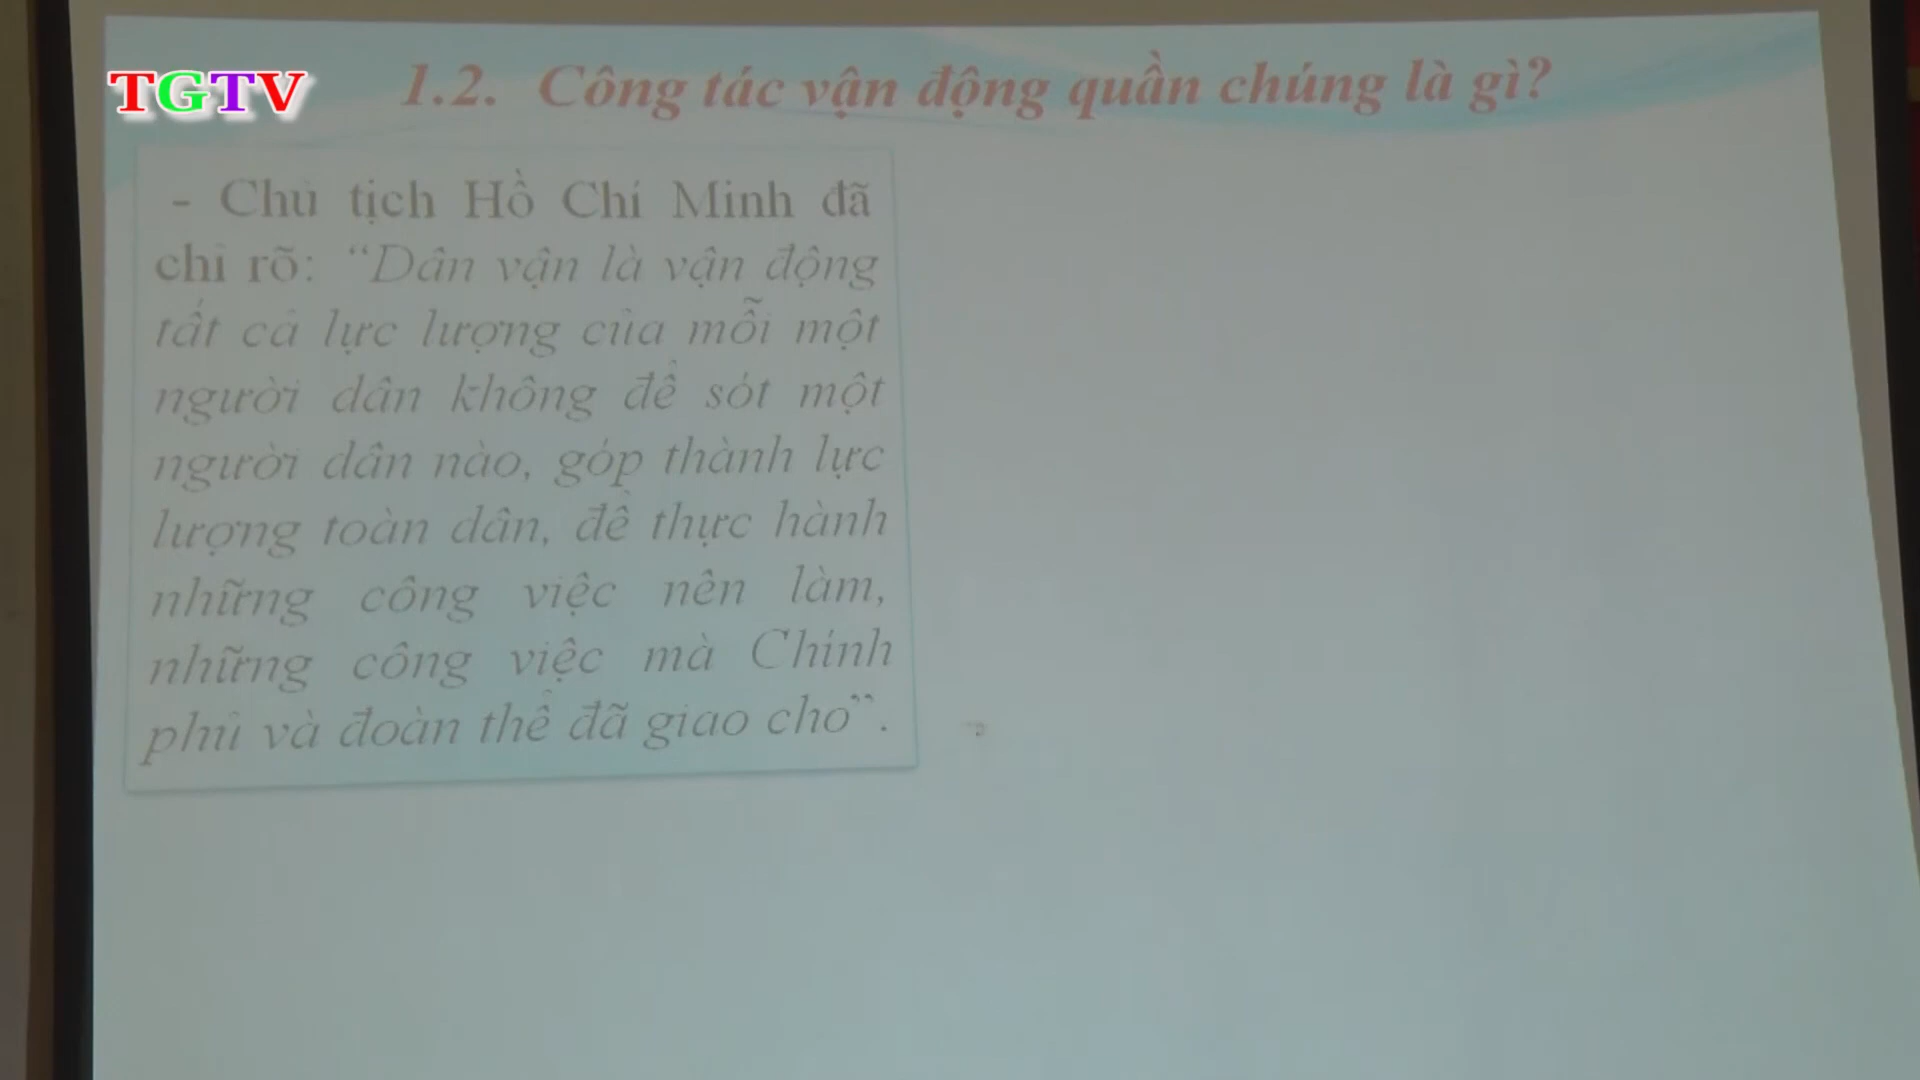 TGTV
1.2. Công tác vận động quần chúng là gì?
- Chủ tịch Hồ Chí Minh đã
chỉ rõ: “Dân vận là vận động
tất cả lực lượng của mỗi một
người dân không để sót một
người dân nào, góp thành lực
lượng toàn dân, để thực hành
những công việc nên làm,
những công việc mà Chính
phủ và đoàn thể đã giao cho”.